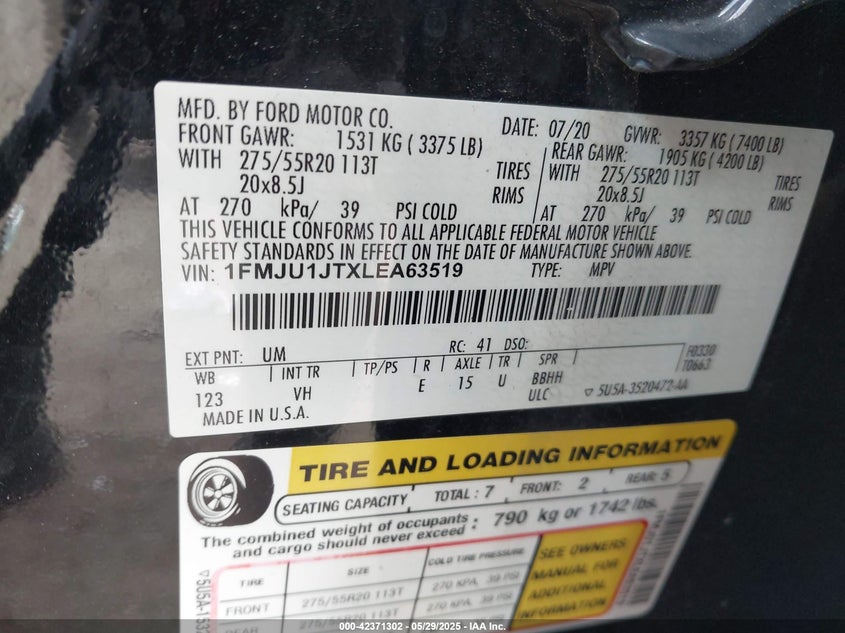 MFD. BY FORD MOTOR CO. DATE: 07/20 GVWR: 3357 KG ( 7400 LB)
FRONT GAWR: 1531 KG ( 3375 LB) REAR GAWR: 1905 KG ( 4200 LB)
WITH 275/55R20 113T TIRES WITH 275/55R20 113T TIRES
20x8.5J RIMS 20x8.5J RIMS
AT 270 kPa/ 39 PSI COLD AT 270 kPa/ 39 PSI COLD
THIS VEHICLE CONFORMS TO ALL APPLICABLE FEDERAL MOTOR VEHICLE
SAFETY STANDARDS IN EFFECT ON THE DATE OF MANUFACTURE SHOWN ABOVE.
VIN: 1FMJU1JTXLEA63519 TYPE: MPV
EXT PNT: UM RC: 41 DSO: F0330
WB INT TR TP/PS R AXLE TR SPR T0663
123 VH E 15 U BBHH
ULC 5U5A-3520472-AA
MADE IN U.S.A.
TIRE AND LOADING INFORMATION
SEATING CAPACITY TOTAL : 7 FRONT: 2 REAR: 5
The combined weight of occupants and cargo should never exceed : 790 kg or 1742 lbs.
TIRE SIZE COLD TIRE PRESSURE
FRONT 275/55R20 113T 270 KPA, 39 PSI
SEE OWNERS
MANUAL FOR
ADDITIONAL
INFORMATION
000-42371302 - 05/29/2025 - IAA Inc.